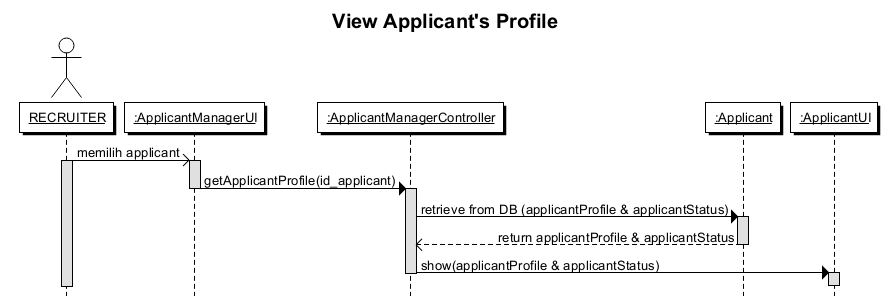 View Applicant's Profile
RECRUITER
:ApplicantManagerUI
:ApplicantManagerController
:Applicant
:ApplicantUI
memilih applicant
getApplicantProfile(id_applicant)
retrieve from DB (applicantProfile & applicantStatus)
return applicantProfile & applicantStatus
show(applicantProfile & applicantStatus)